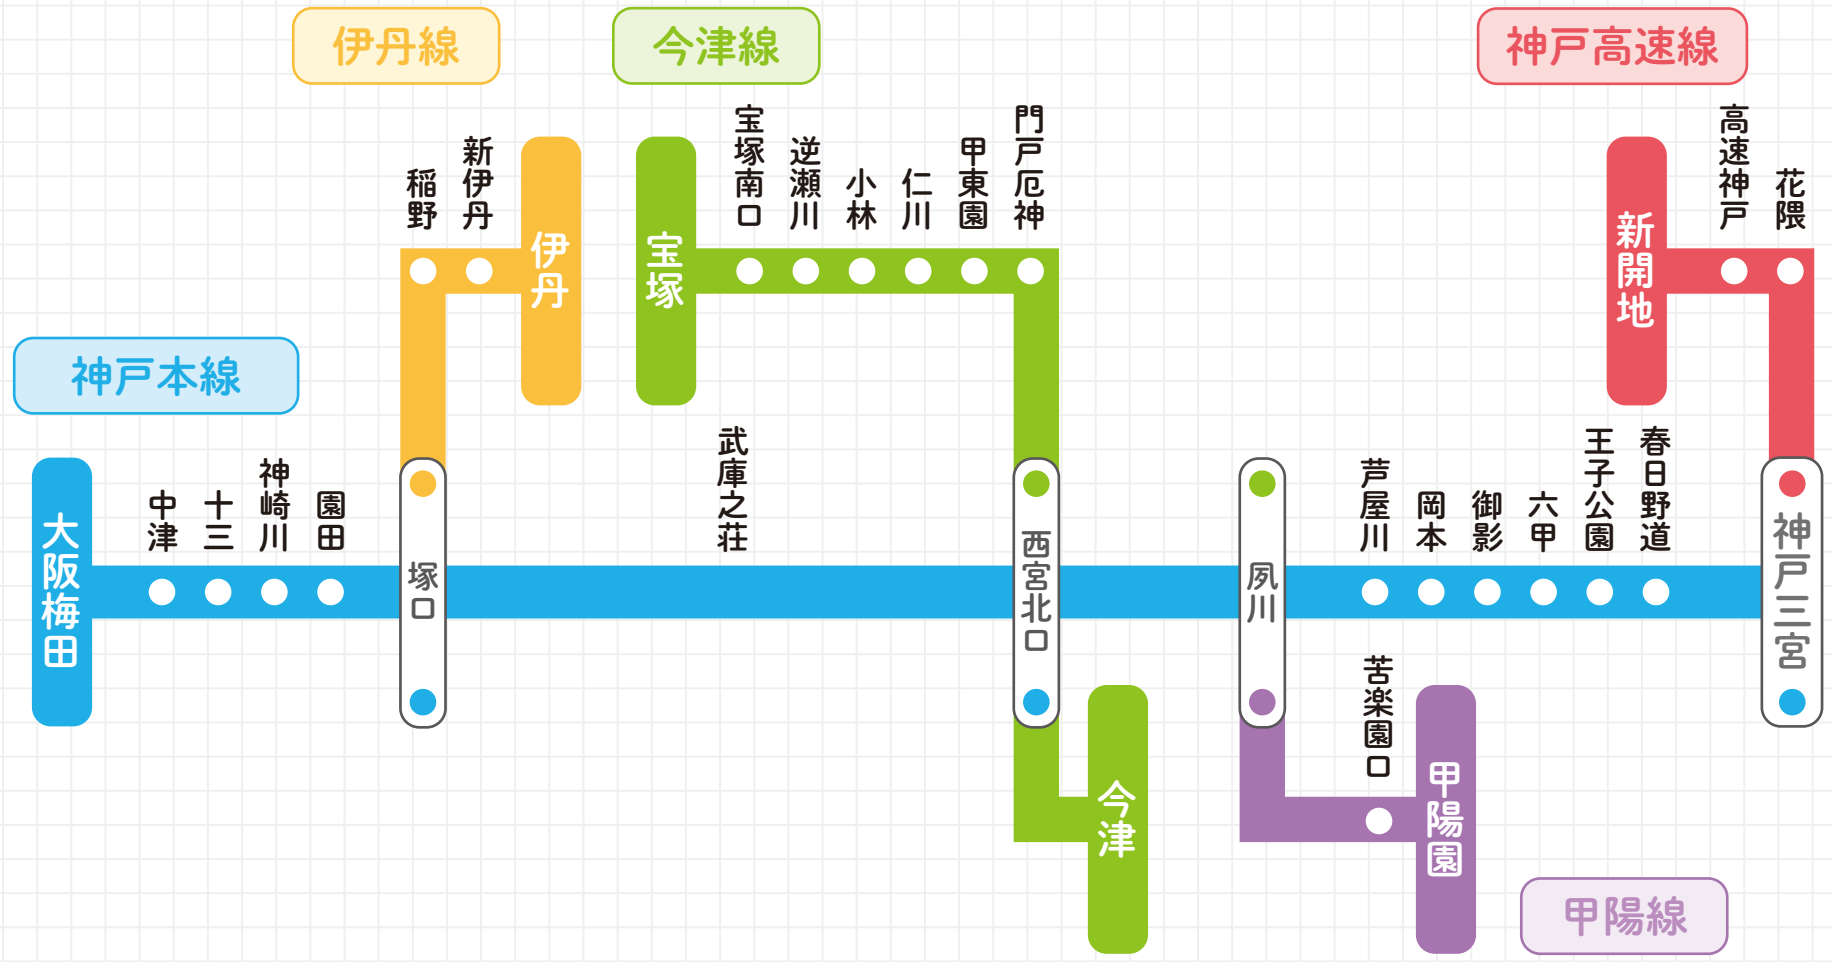 伊丹線
今津線
神戸高速線
稲野
新伊丹
伊丹
宝塚
宝塚南口
逆瀬川
小林
仁川
甲東園
門戸厄神
新開地
高速神戸
花隈
神戸本線
大阪梅田
中津
十三
神崎川
園田
塚口
武庫之荘
西宮北口
夙川
芦屋川
岡本
御影
六甲
王子公園
春日野道
神戸三宮
今津
苦楽園口
甲陽園
甲陽線